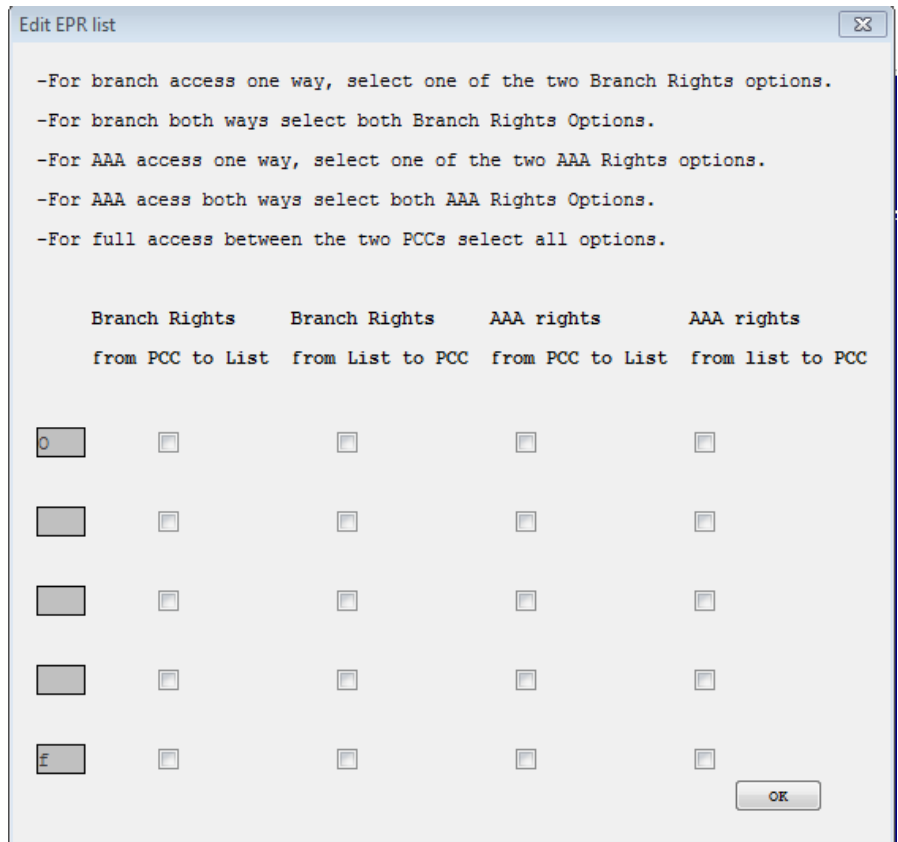 Edit EPR list
-For branch access one way, select one of the two Branch Rights options.
-For branch both ways select both Branch Rights Options.
-For AAA access one way, select one of the two AAA Rights options.
-For AAA acess both ways select both AAA Rights Options.
-For full access between the two PCCs select all options.
Branch Rights Branch Rights AAA rights AAA rights
from PCC to List from List to PCC from PCC to List from list to PCC
O
f
OK